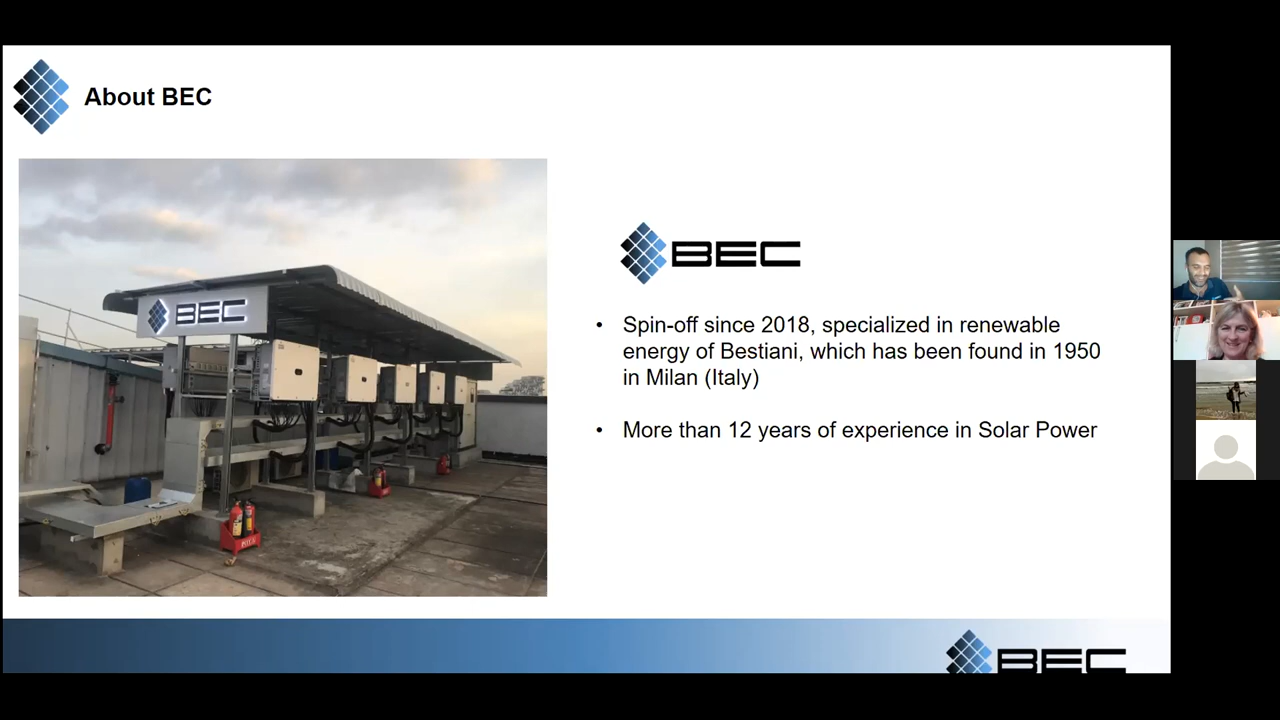 About BEC
BEC
BEC
• Spin-off since 2018, specialized in renewable
energy of Bestiani, which has been found in 1950
in Milan (Italy)
• More than 12 years of experience in Solar Power
BEC